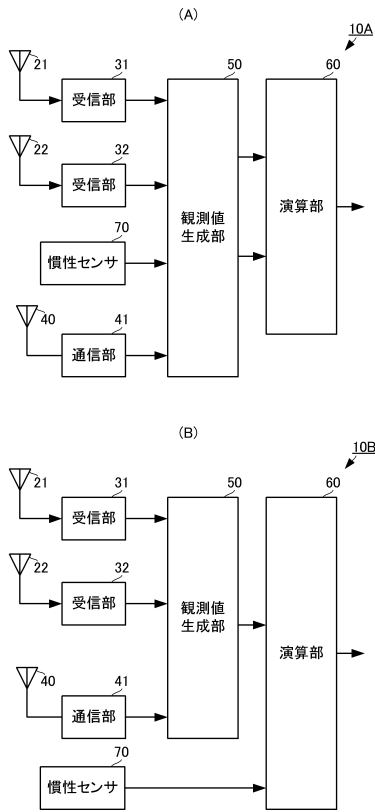 (A)
10A
21
31
50
60
受信部
22
32
受信部
観測値
生成部
演算部
70
慣性センサ
40
41
通信部
(B)
10B
21
31
50
60
受信部
22
32
受信部
観測値
生成部
演算部
40
41
通信部
70
慣性センサ